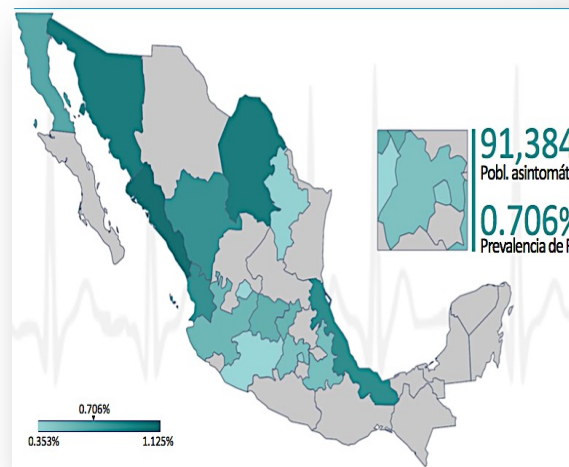 91,384
Pobl. asintomát
0.706%
Prevalencia de F
0.706%
0.353% 1.125%